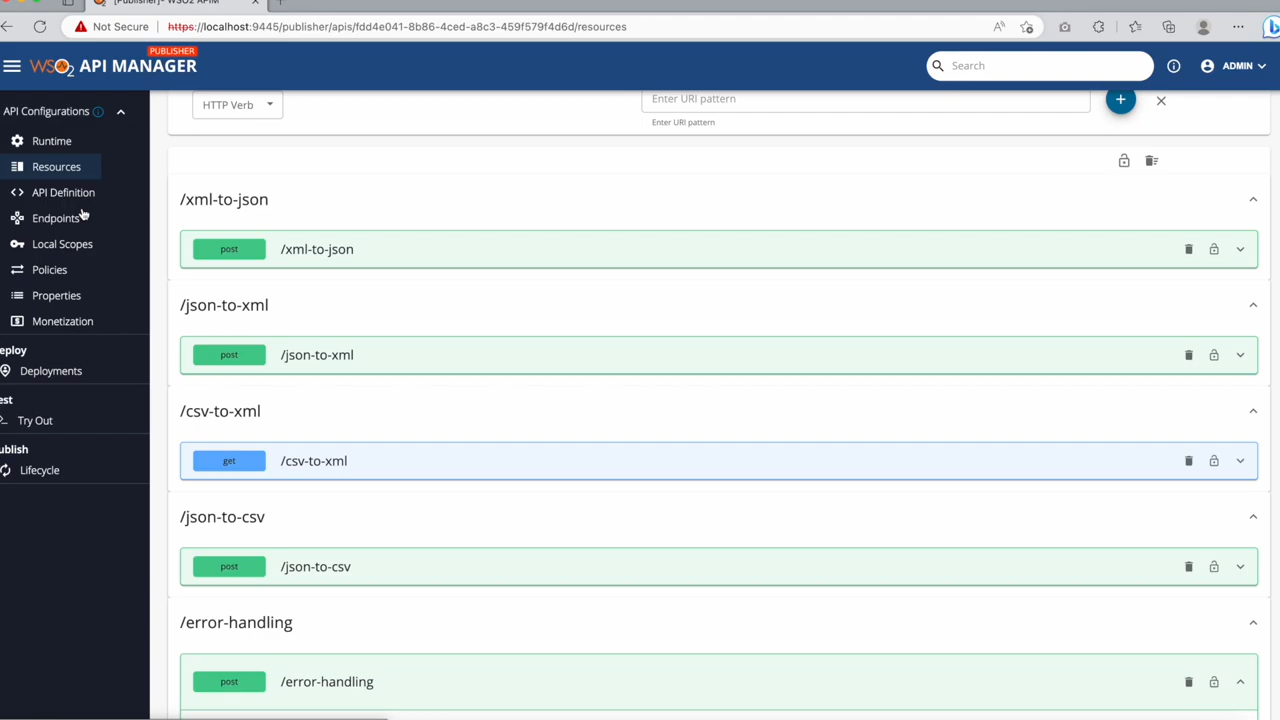 [Publisher]- WSO2 APIM
Not Secure https://localhost:9445/publisher/apis/fdd4e041-8b86-4ced-a8c3-459f579f4d6d/resources
PUBLISHER
WSO2 API MANAGER
Search
ADMIN
API Configurations
Runtime
Resources
API Definition
Endpoints
Local Scopes
Policies
Properties
Monetization
eploy
Deployments
est
Try Out
ublish
Lifecycle
HTTP Verb
Enter URI pattern
Enter URI pattern
/xml-to-json
post /xml-to-json
/json-to-xml
post /json-to-xml
/csv-to-xml
get /csv-to-xml
/json-to-csv
post /json-to-csv
/error-handling
post /error-handling